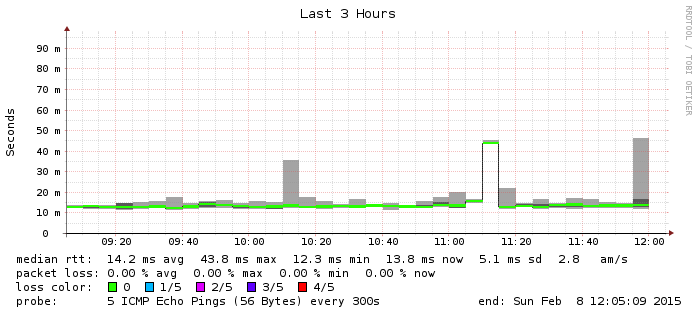 Last 3 Hours
RRDTOOL / TOBI OETIKER
Seconds
90 m
80 m
70 m
60 m
50 m
40 m
30 m
20 m
10 m
0
09:20 09:40 10:00 10:20 10:40 11:00 11:20 11:40 12:00
median rtt: 14.2 ms avg 43.8 ms max 12.3 ms min 13.8 ms now 5.1 ms sd 2.8 am/s
packet loss: 0.00 % avg 0.00 % max 0.00 % min 0.00 % now
loss color: 0 1/5 2/5 3/5 4/5
probe: 5 ICMP Echo Pings (56 Bytes) every 300s end: Sun Feb 8 12:05:09 2015